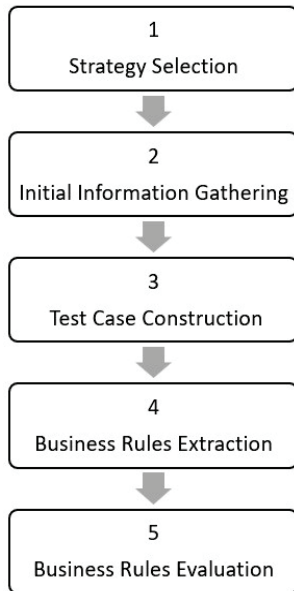 1
Strategy Selection
2
Initial Information Gathering
3
Test Case Construction
4
Business Rules Extraction
5
Business Rules Evaluation